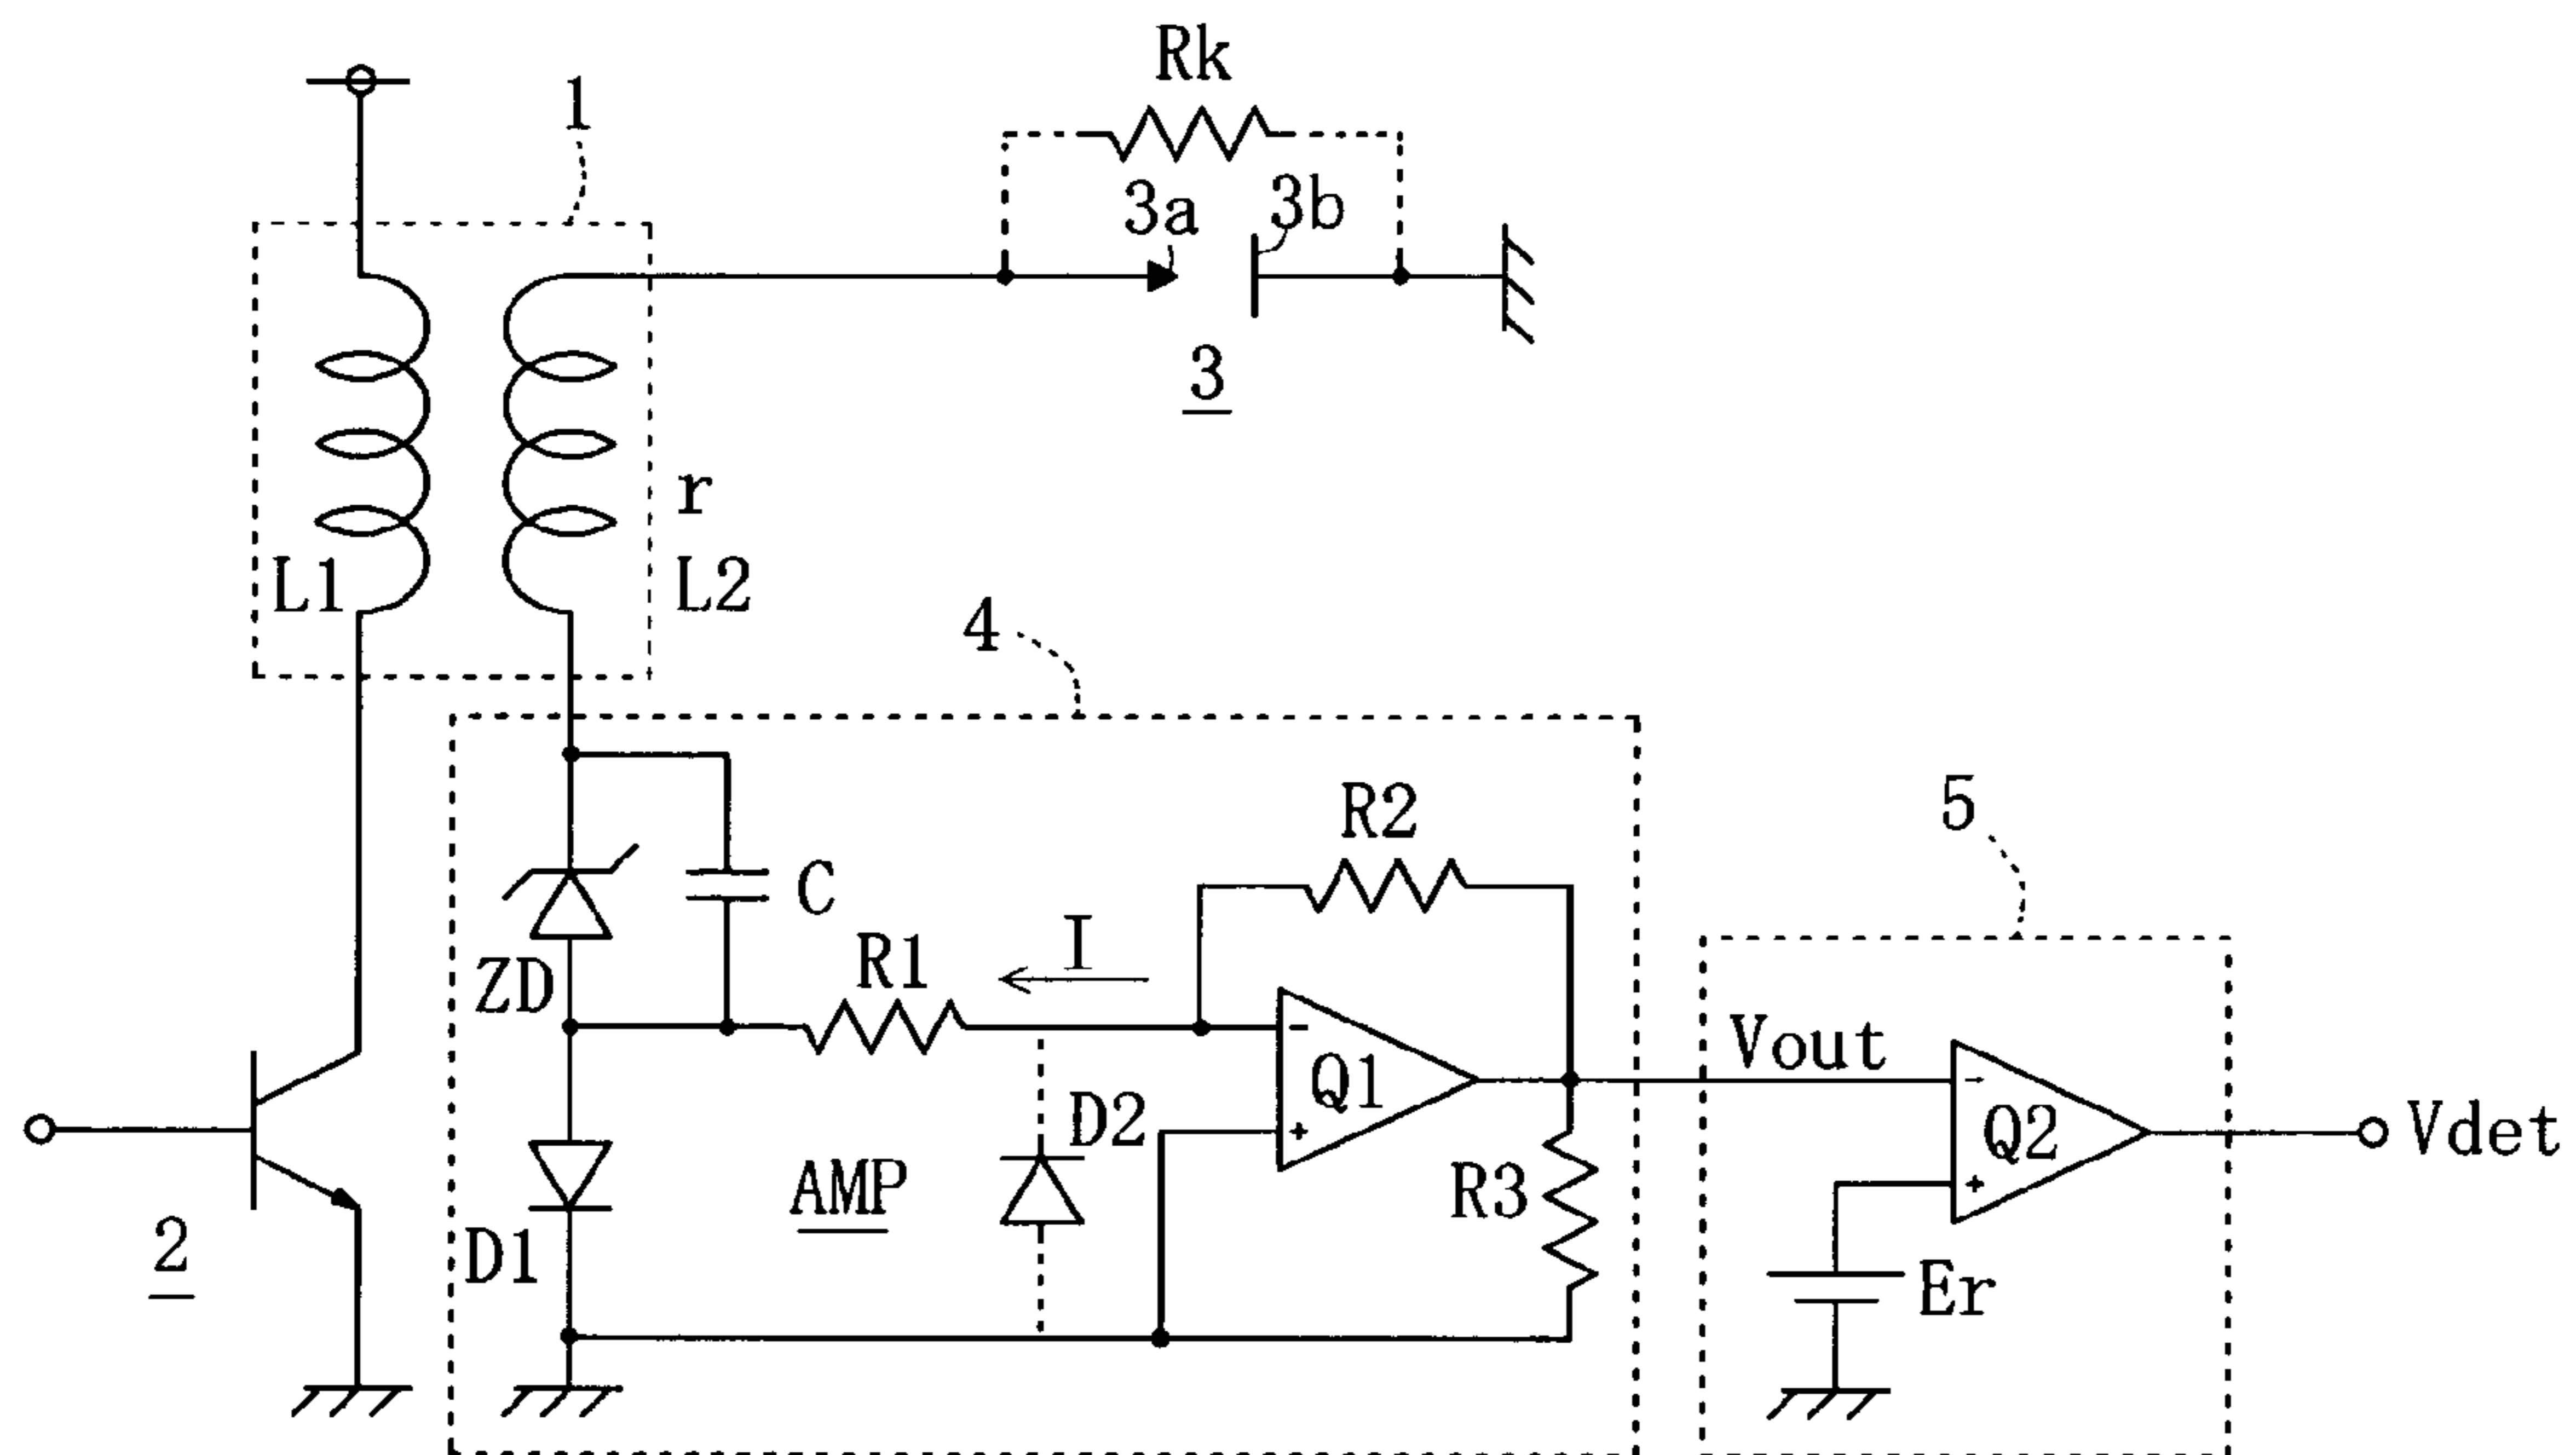 Rk
1
3a
3b
3
r
L1
L2
4
5
R2
C
I
R1
ZD
Vout
-
-
Q1
Q2
Vdet
D2
+
+
AMP
R3
2
D1
Er